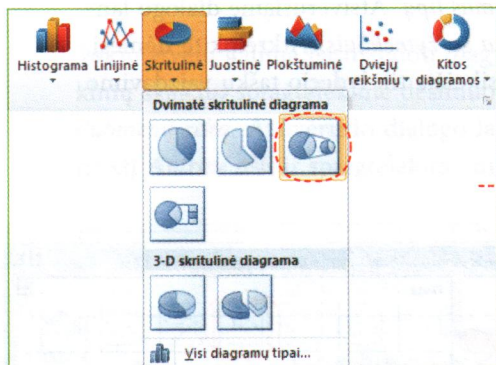 Histograma Linijinė Skritulinė Juostinė Plokštuminė Dviejų reikšmių Kitos diagramos
Dvimatė skritulinė diagrama
3-D skritulinė diagrama
Visi diagramų tipai...